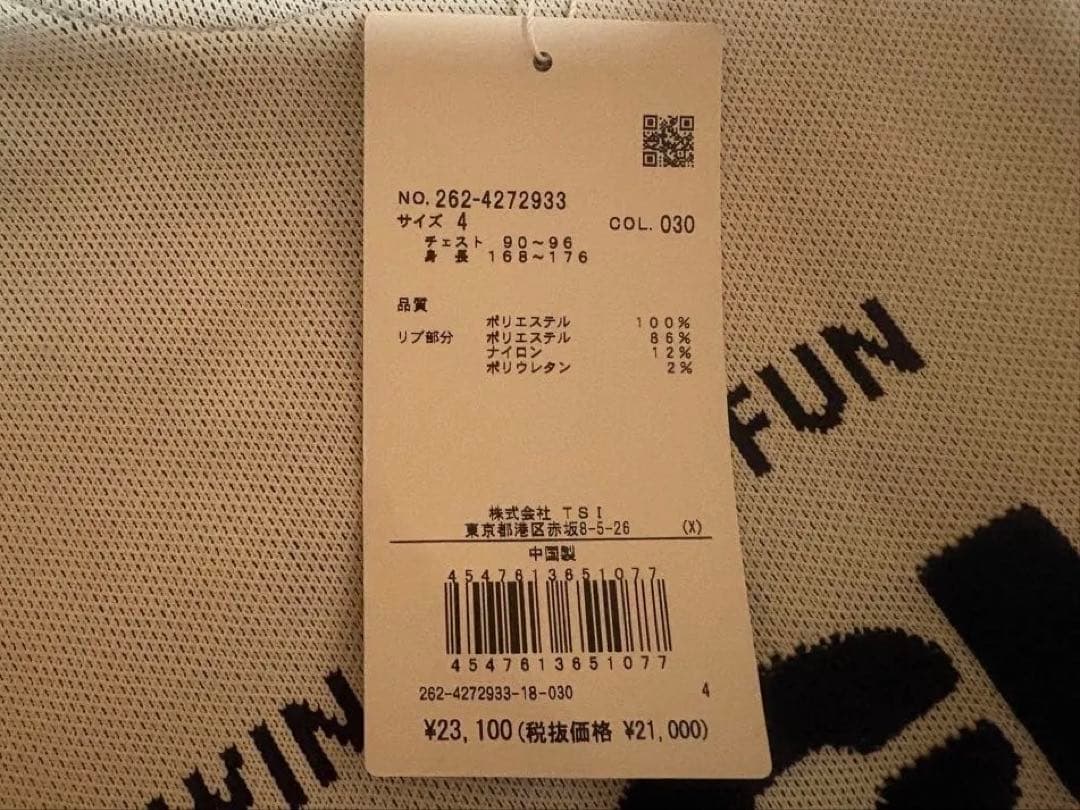 NO. 262-4272933
サイズ 4 COL. 030
チェスト 90~96
身 長 168~176
品質
ポリエステル 100%
リブ部分 ポリエステル 86%
ナイロン 12%
ポリウレタン 2%
株式会社 TSI
東京都港区赤坂8-5-26 (X)
中国製
4547613651077
4547613651077
262-4272933-18-030 4
¥23,100(税抜価格 ¥21,000)
FUN
WIN